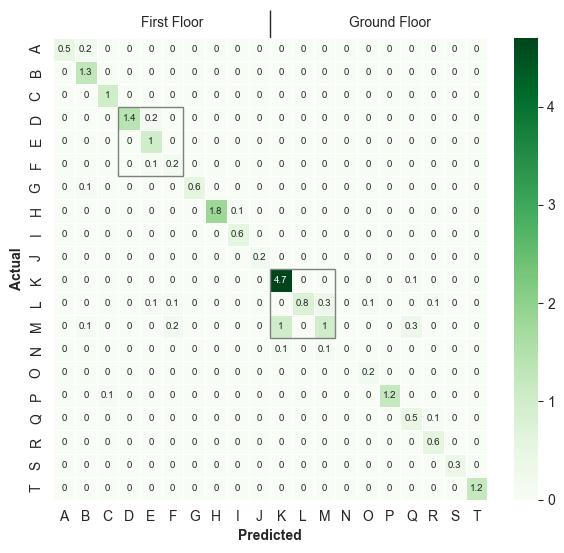 First Floor Ground Floor
A 0.5 0.2 0 0 0 0 0 0 0 0 0 0 0 0 0 0 0 0 0 0
B 0 1.3 0 0 0 0 0 0 0 0 0 0 0 0 0 0 0 0 0 0
C 0 0 1 0 0 0 0 0 0 0 0 0 0 0 0 0 0 0 0 0
D 0 0 0 1.4 0.2 0 0 0 0 0 0 0 0 0 0 0 0 0 0 0
E 0 0 0 0 1 0 0 0 0 0 0 0 0 0 0 0 0 0 0 0
F 0 0 0 0 0.1 0.2 0 0 0 0 0 0 0 0 0 0 0 0 0 0
G 0 0.1 0 0 0 0 0.6 0 0 0 0 0 0 0 0 0 0 0 0 0
H 0 0 0 0 0 0 0 1.8 0.1 0 0 0 0 0 0 0 0 0 0 0
I 0 0 0 0 0 0 0 0 0.6 0 0 0 0 0 0 0 0 0 0 0
J 0 0 0 0 0 0 0 0 0 0.2 0 0 0 0 0 0 0 0 0 0
K 0 0 0 0 0 0 0 0 0 0 4.7 0 0 0 0 0 0.1 0 0 0
L 0 0 0 0 0.1 0.1 0 0 0 0 0 0.8 0.3 0 0.1 0 0 0.1 0 0
M 0 0.1 0 0 0 0.2 0 0 0 0 1 0 1 0 0 0 0.3 0 0 0
N 0 0 0 0 0 0 0 0 0 0 0.1 0 0.1 0 0 0 0 0 0 0
O 0 0 0 0 0 0 0 0 0 0 0 0 0 0 0.2 0 0 0 0 0
P 0 0 0.1 0 0 0 0 0 0 0 0 0 0 0 0 1.2 0 0 0 0
Q 0 0 0 0 0 0 0 0 0 0 0 0 0 0 0 0 0.5 0.1 0 0
R 0 0 0 0 0 0 0 0 0 0 0 0 0 0 0 0 0 0.6 0 0
S 0 0 0 0 0 0 0 0 0 0 0 0 0 0 0 0 0 0 0.3 0
T 0 0 0 0 0 0 0 0 0 0 0 0 0 0 0 0 0 0 0 1.2
A B C D E F G H I J K L M N O P Q R S T
Predicted
Actual
4
3
2
1
0